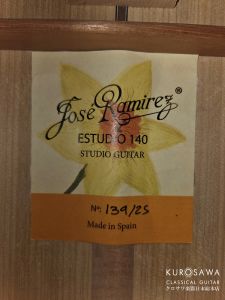 José Ramírez®
ESTUDIO 140
STUDIO GUITAR
Nº: 139/25
Made in Spain
KUROSAWA
CLASSICAL GUITAR
クロサワ楽器日本総本店